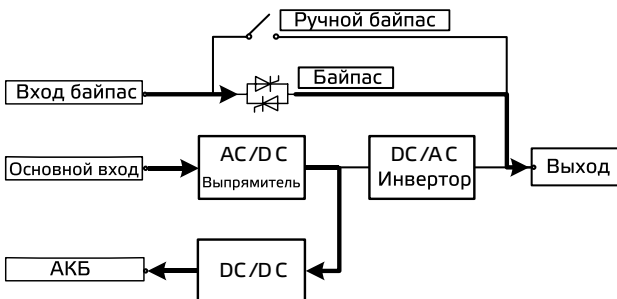 Ручной байпас
Байпас
Вход байпас
Основной вход
AC/DC
Выпрямитель
DC/AC
Инвертор
Выход
АКБ
DC/DC